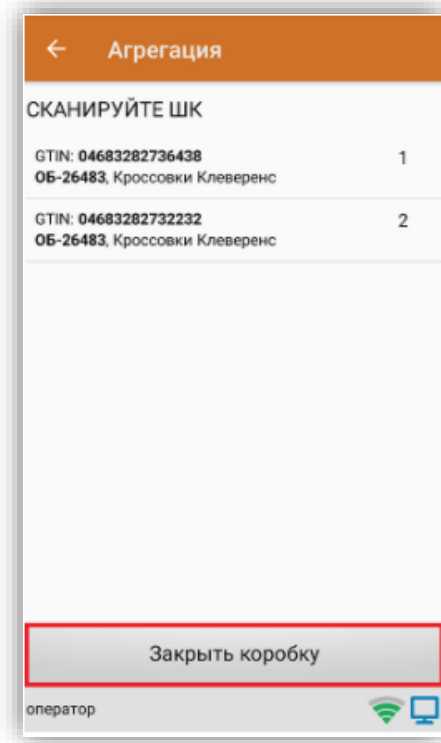 Агрегация
СКАНИРУЙТЕ ШК
GTIN: 04683282736438 1
ОБ-26483, Кроссовки Клеверенс
GTIN: 04683282732232 2
ОБ-26483, Кроссовки Клеверенс
Закрыть коробку
оператор